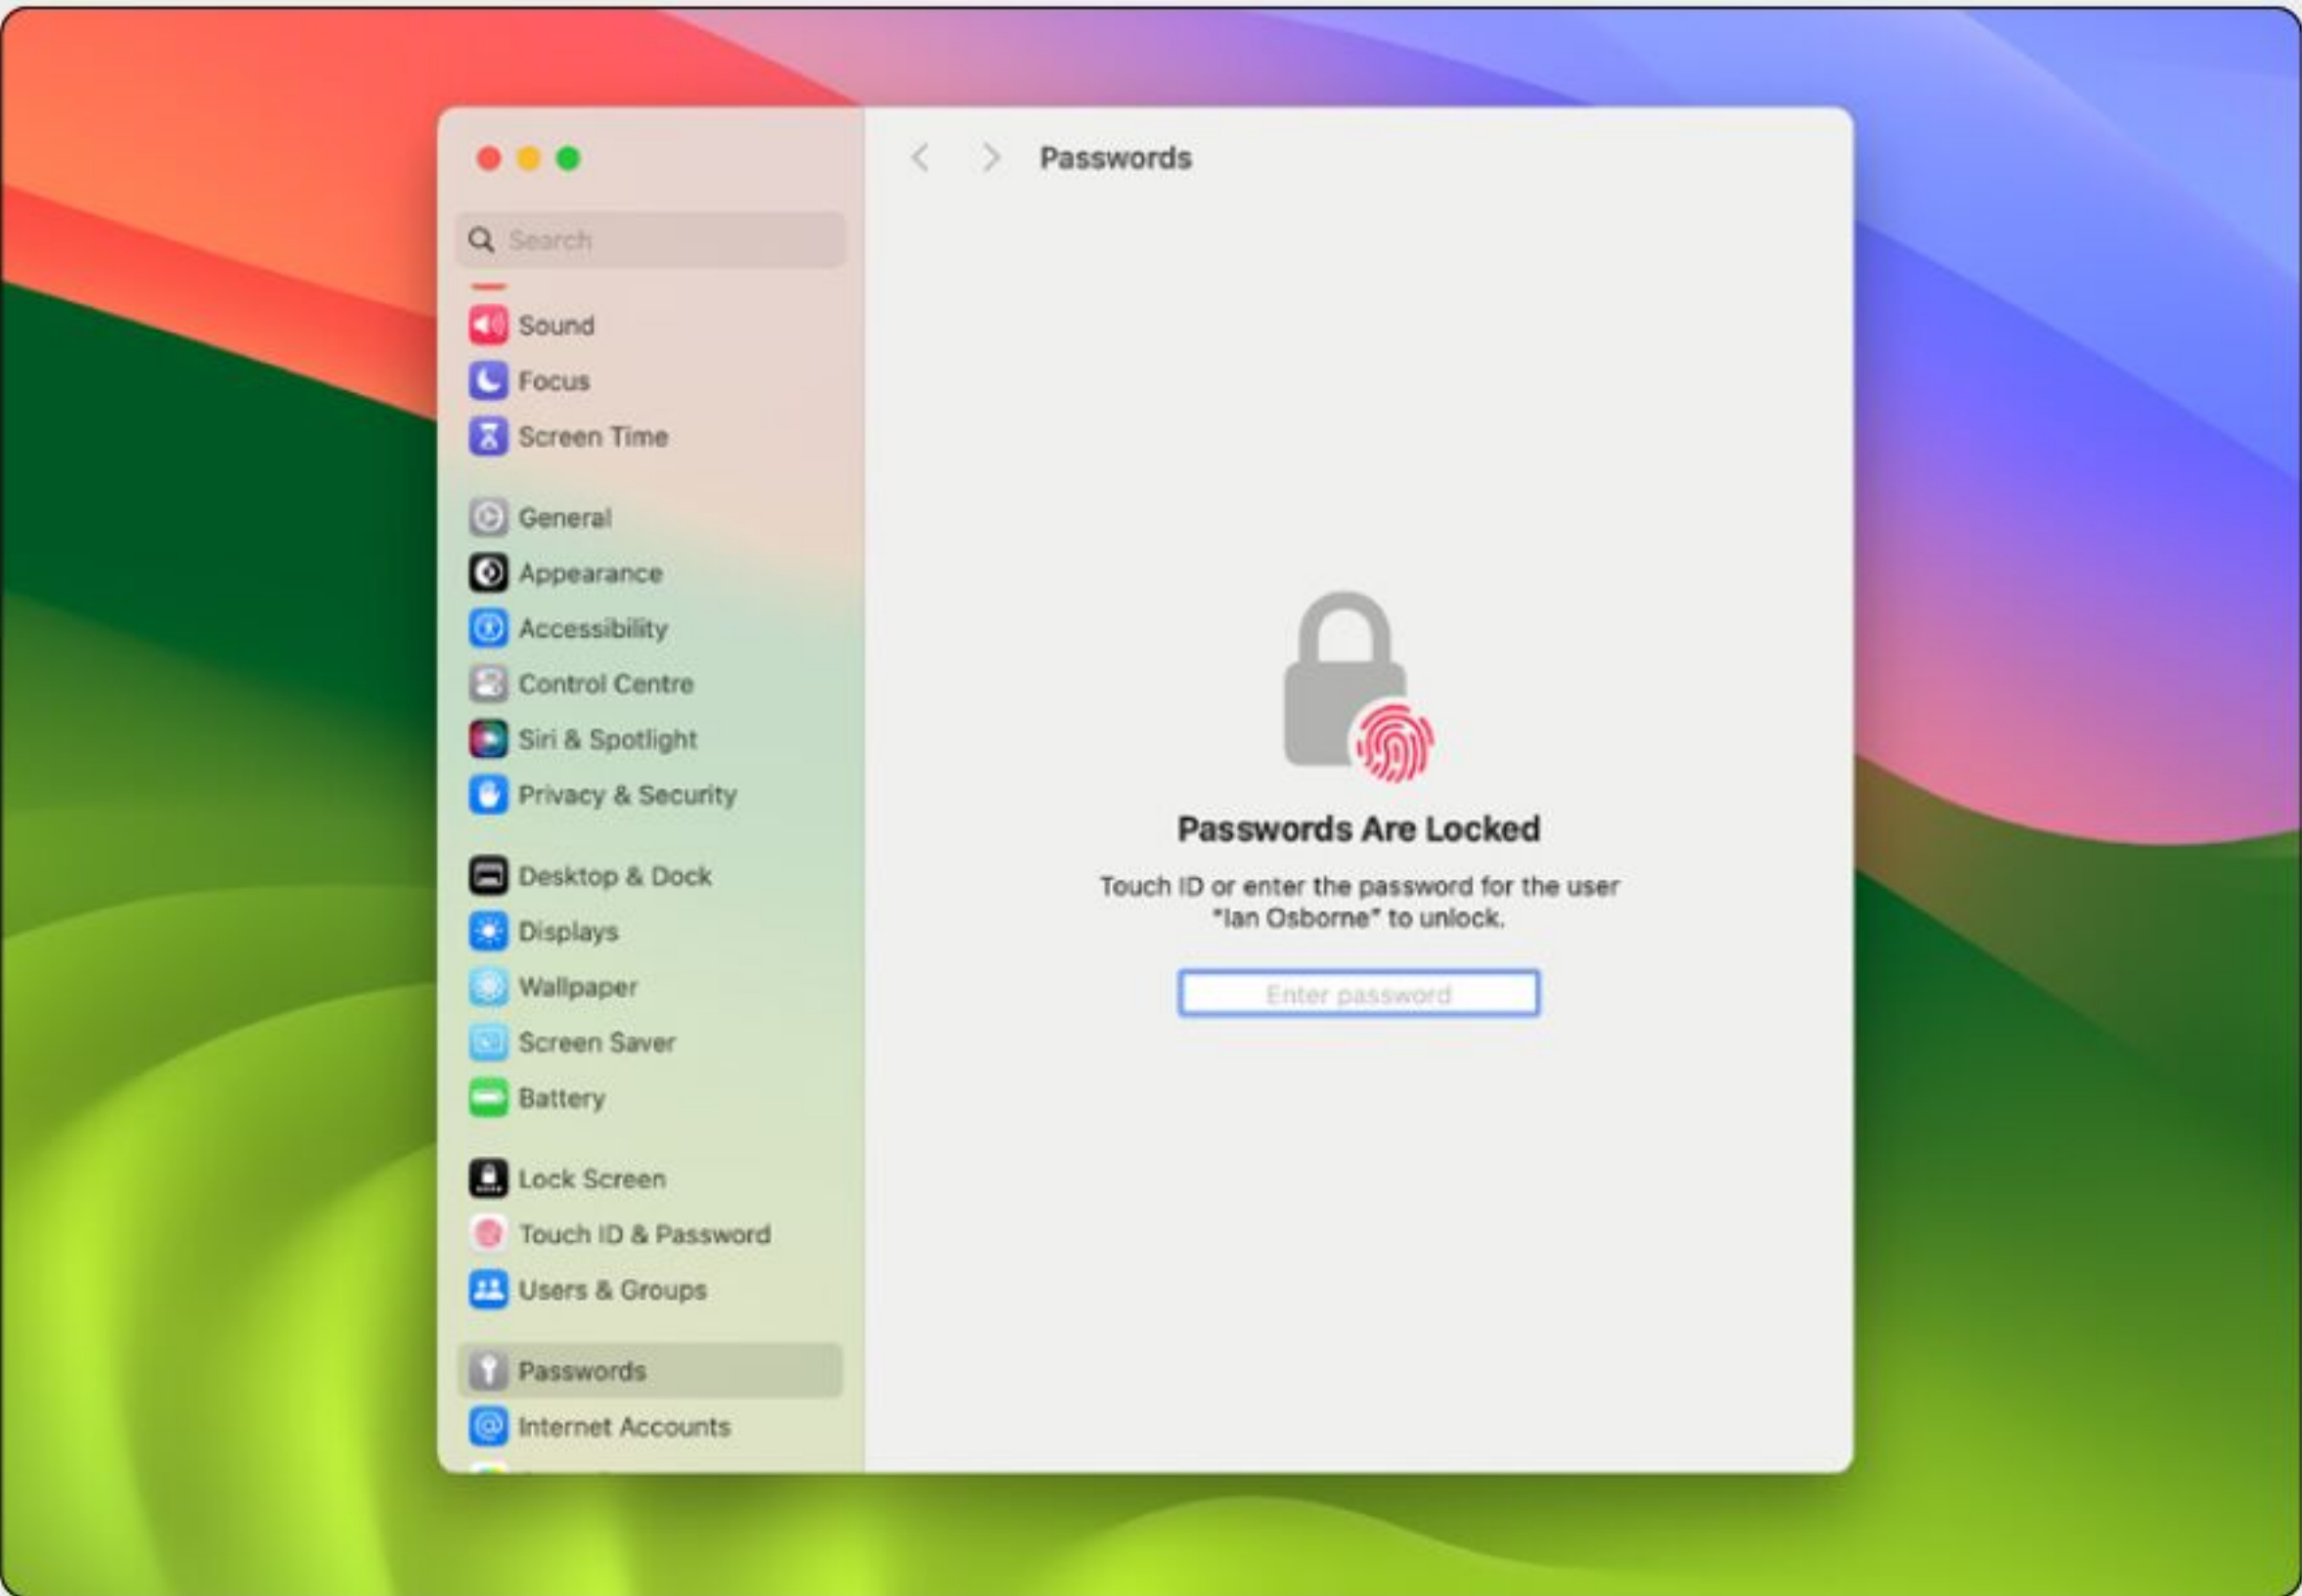 Passwords
Search
Sound
Focus
Screen Time
General
Appearance
Accessibility
Control Centre
Siri & Spotlight
Privacy & Security
Desktop & Dock
Displays
Wallpaper
Screen Saver
Battery
Lock Screen
Touch ID & Password
Users & Groups
Passwords
Internet Accounts
Passwords Are Locked
Touch ID or enter the password for the user
"Ian Osborne" to unlock.
Enter password